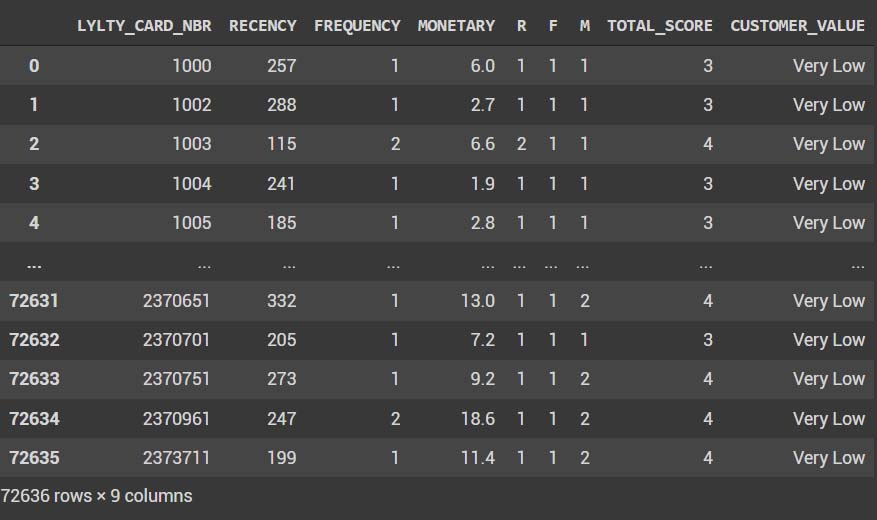 LYLTY_CARD_NBR RECENCY FREQUENCY MONETARY R F M TOTAL_SCORE CUSTOMER_VALUE
0 1000 257 1 6.0 1 1 1 3 Very Low
1 1002 288 1 2.7 1 1 1 3 Very Low
2 1003 115 2 6.6 2 1 1 4 Very Low
3 1004 241 1 1.9 1 1 1 3 Very Low
4 1005 185 1 2.8 1 1 1 3 Very Low
... ... ... ... ... ... ... ... ... ...
72631 2370651 332 1 13.0 1 1 2 4 Very Low
72632 2370701 205 1 7.2 1 1 1 3 Very Low
72633 2370751 273 1 9.2 1 1 2 4 Very Low
72634 2370961 247 2 18.6 1 1 2 4 Very Low
72635 2373711 199 1 11.4 1 1 2 4 Very Low
72636 rows × 9 columns